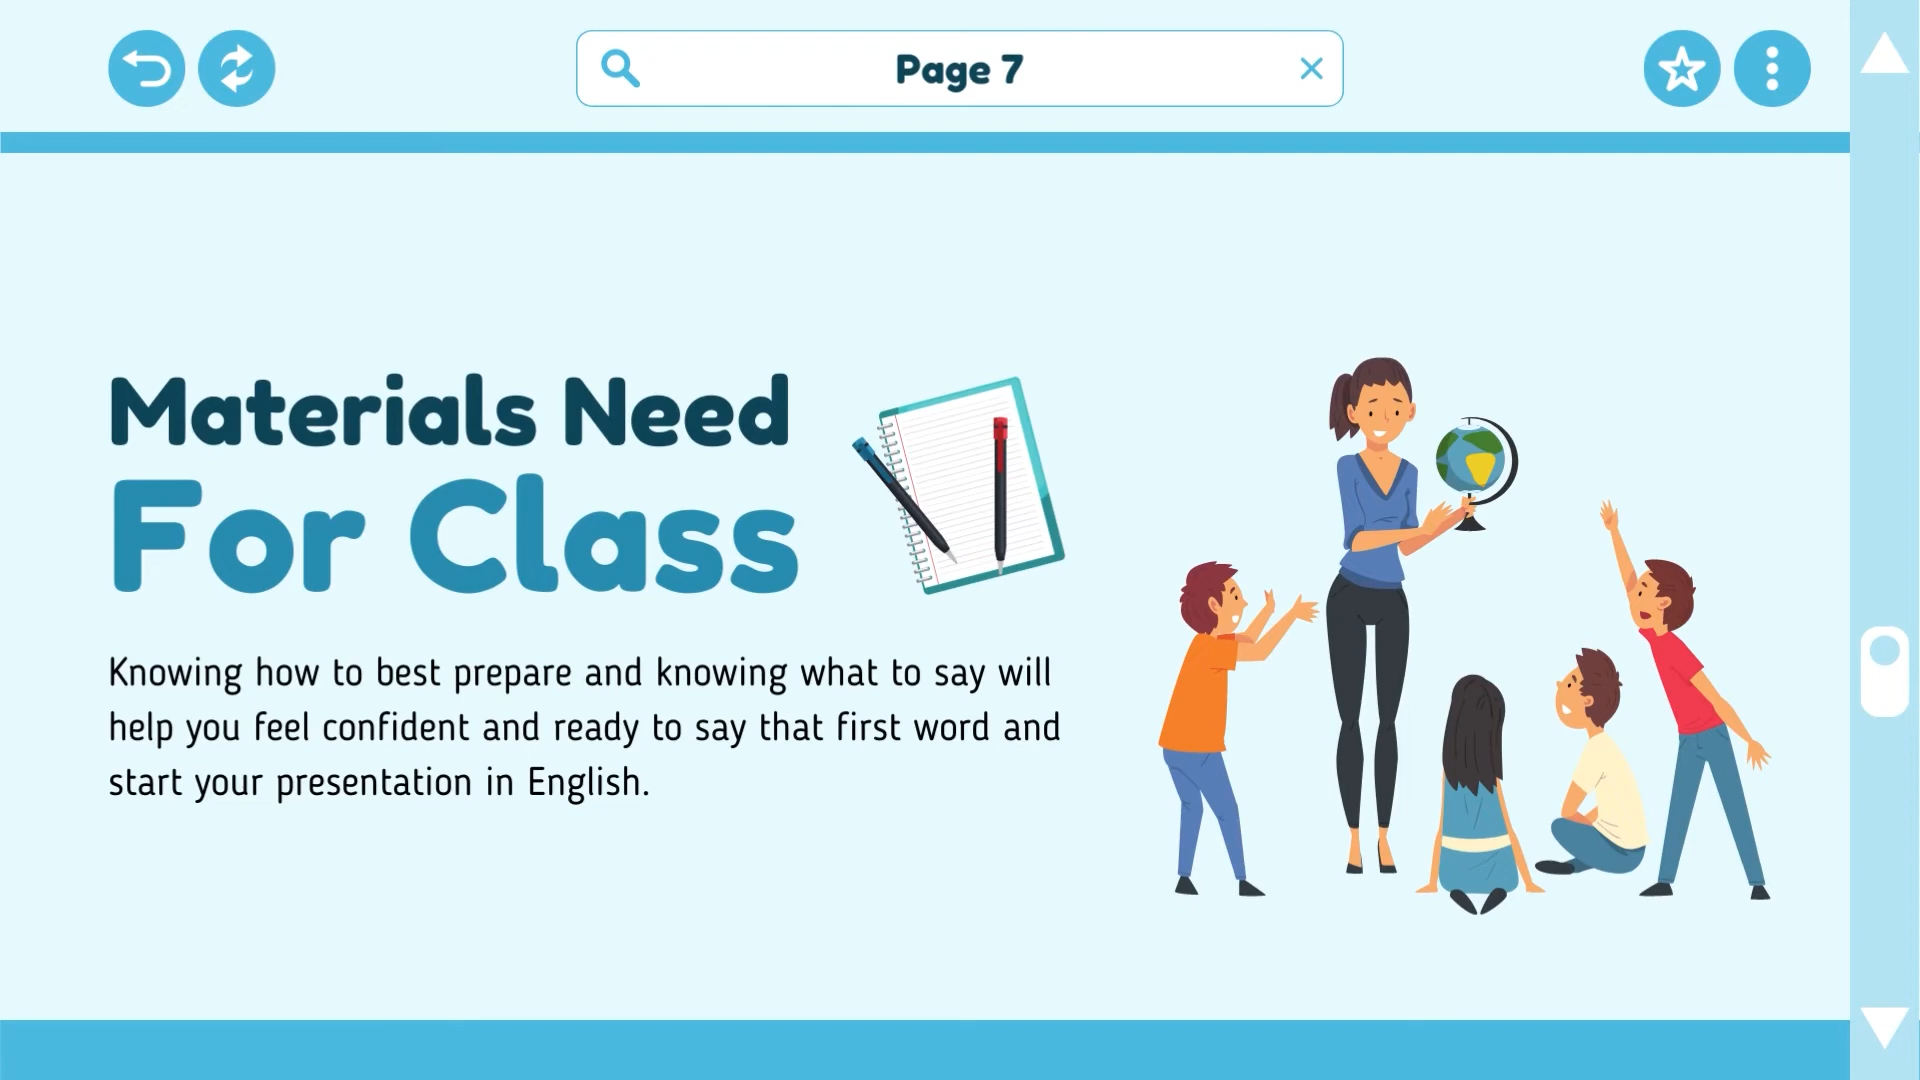 Page 7
Materials Need
For Class
Knowing how to best prepare and knowing what to say will
help you feel confident and ready to say that first word and
start your presentation in English.